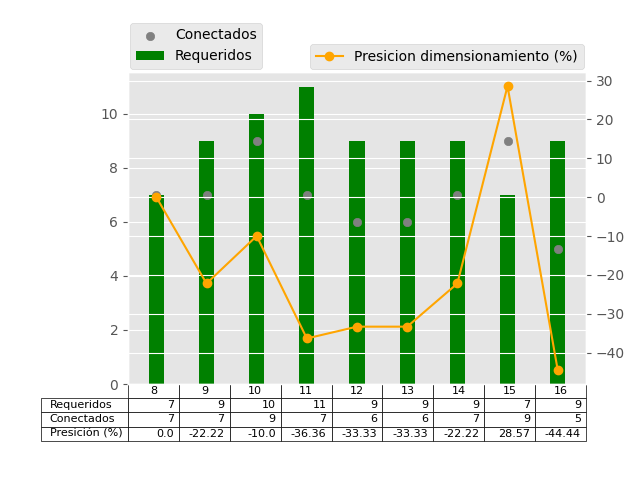 Conectados
Requeridos
Presicion dimensionamiento (%)
10
8
6
4
2
0
30
20
10
0
−10
−20
−30
−40
8 9 10 11 12 13 14 15 16
Requeridos 7 9 10 11 9 9 9 7 9
Conectados 7 7 9 7 6 6 7 9 5
Presición (%) 0.0 -22.22 -10.0 -36.36 -33.33 -33.33 -22.22 28.57 -44.44